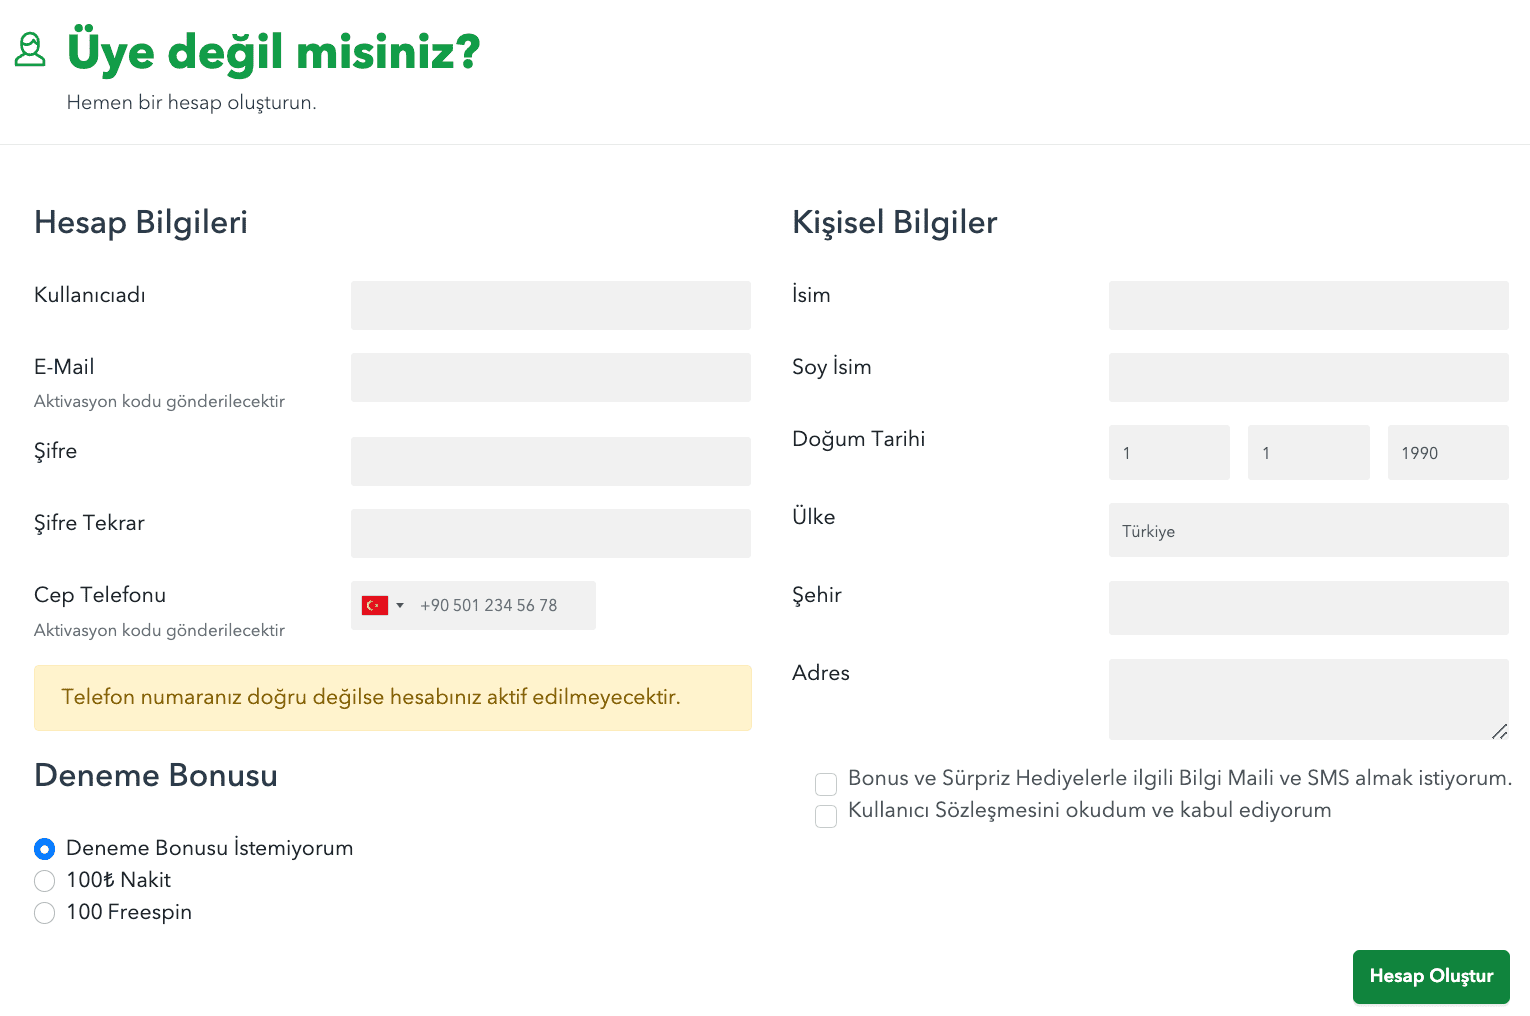 Üye değil misiniz?
Hemen bir hesap oluşturun.
Hesap Bilgileri
Kullanıcıadı
E-Mail
Aktivasyon kodu gönderilecektir
Şifre
Şifre Tekrar
Cep Telefonu
+90 501 234 56 78
Aktivasyon kodu gönderilecektir
Telefon numaranız doğru değilse hesabınız aktif edilmeyecektir.
Deneme Bonusu
Deneme Bonusu İstemiyorum
100₺ Nakit
100 Freespin
Kişisel Bilgiler
İsim
Soy İsim
Doğum Tarihi
1 1 1990
Ülke
Türkiye
Şehir
Adres
Bonus ve Sürpriz Hediyelerle ilgili Bilgi Maili ve SMS almak istiyorum.
Kullanıcı Sözleşmesini okudum ve kabul ediyorum
Hesap Oluştur